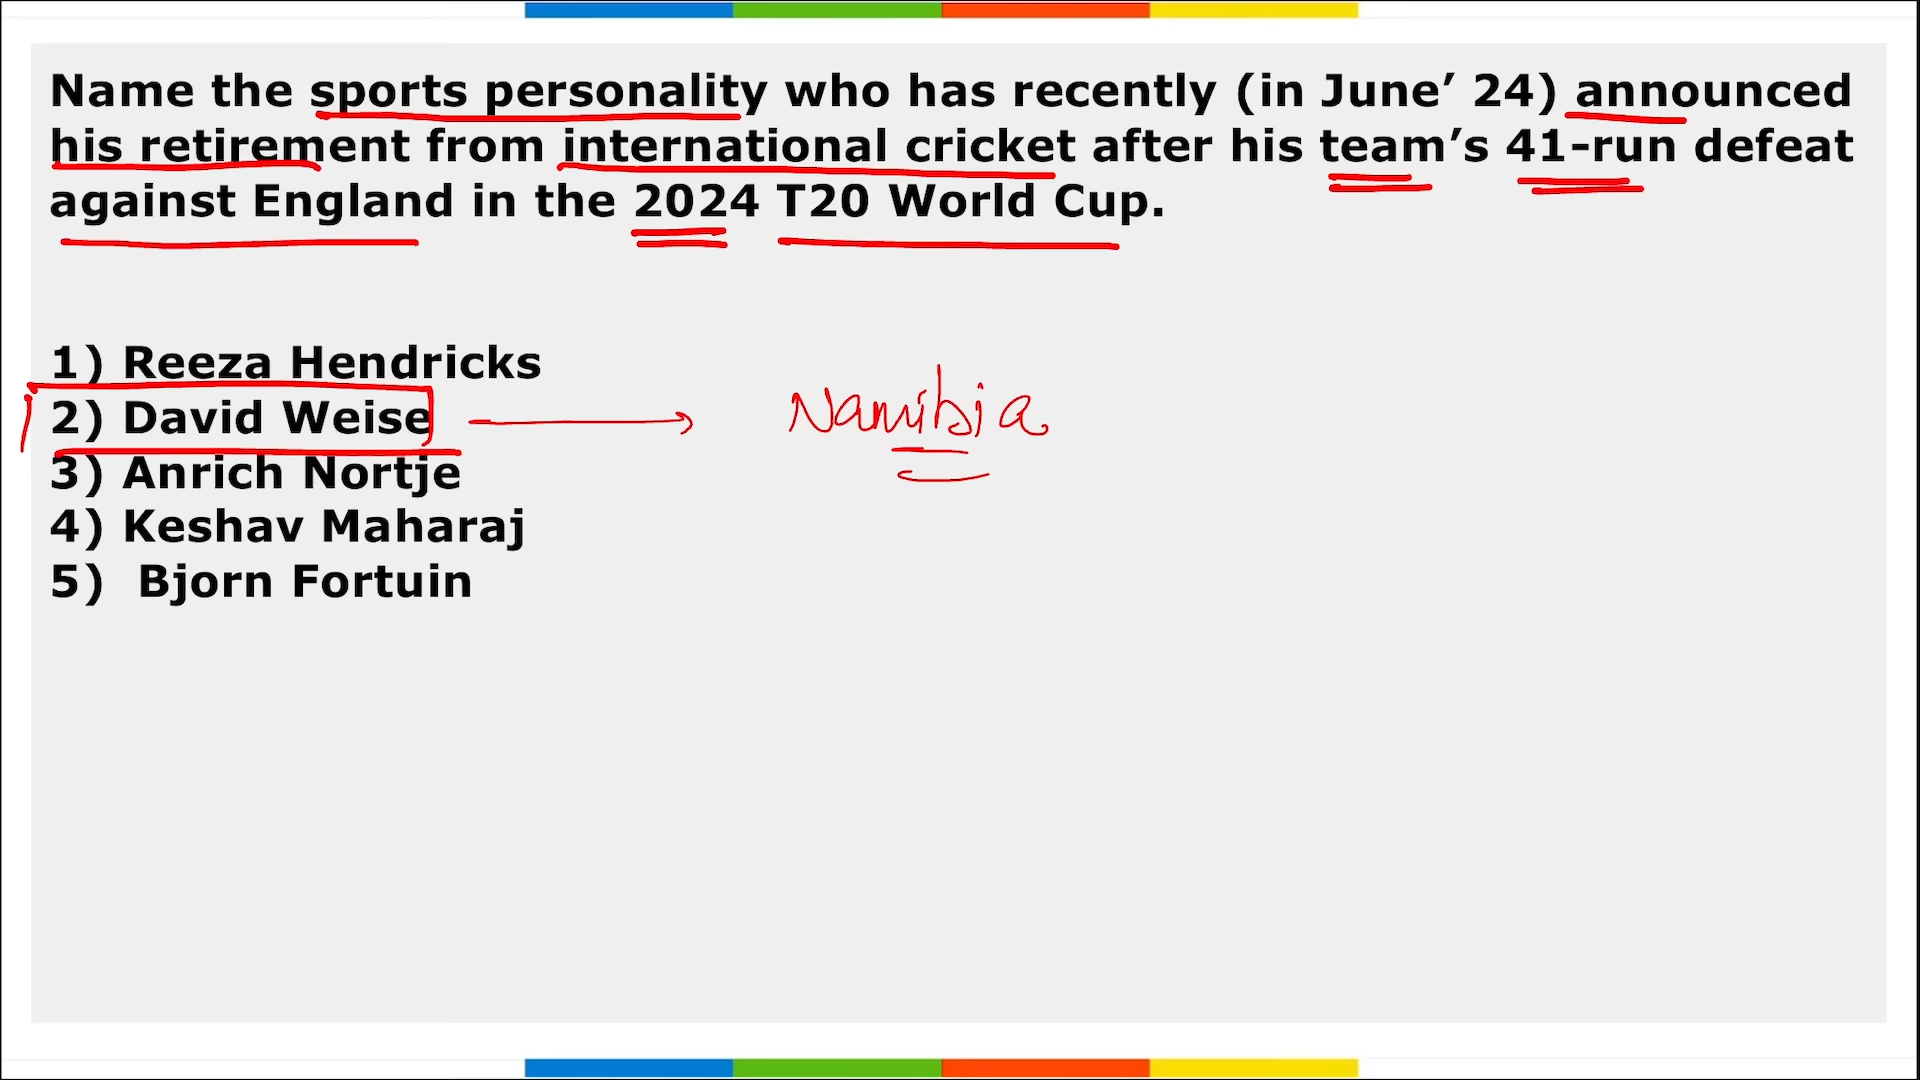 Name the sports personality who has recently (in June’ 24) announced
his retirement from international cricket after his team’s 41-run defeat
against England in the 2024 T20 World Cup.
1) Reeza Hendricks
2) David Weise
Namibia
3) Anrich Nortje
4) Keshav Maharaj
5) Bjorn Fortuin